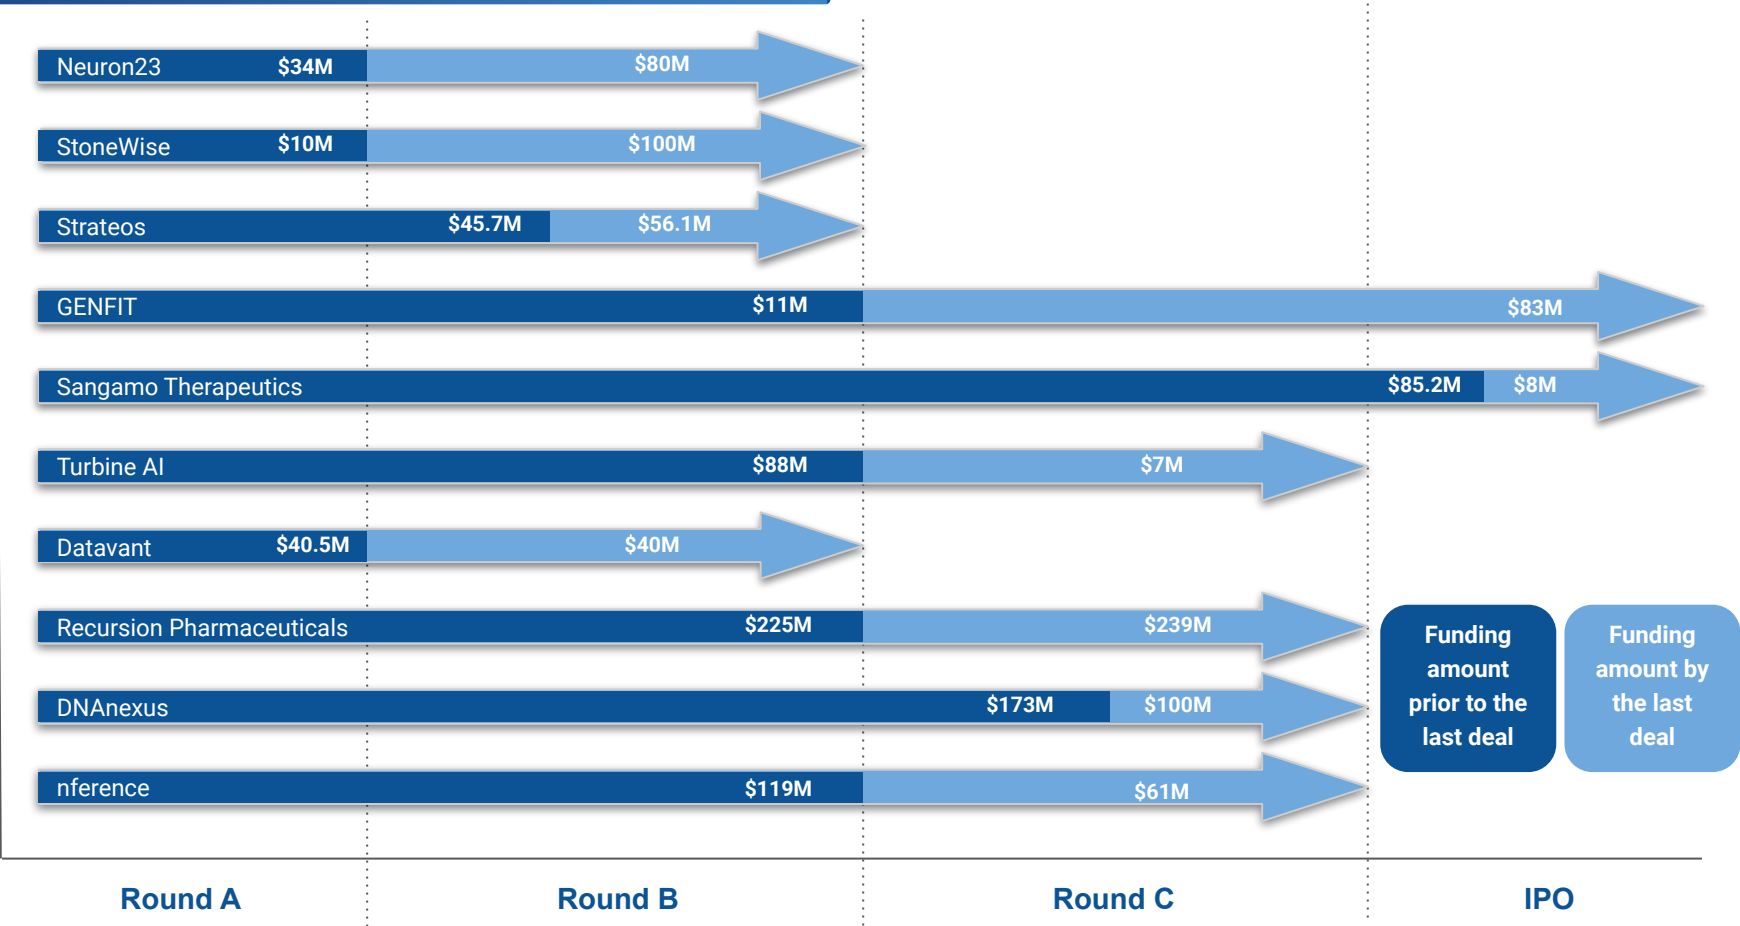 Neuron23 $34M $80M
StoneWise $10M $100M
Strateos $45.7M $56.1M
GENFIT $11M $83M
Sangamo Therapeutics $85.2M $8M
Turbine AI $88M $7M
Datavant $40.5M $40M
Recursion Pharmaceuticals $225M $239M
DNAnexus $173M $100M
nference $119M $61M
Funding
amount
prior to the
last deal
Funding
amount by
the last
deal
Round A Round B Round C IPO